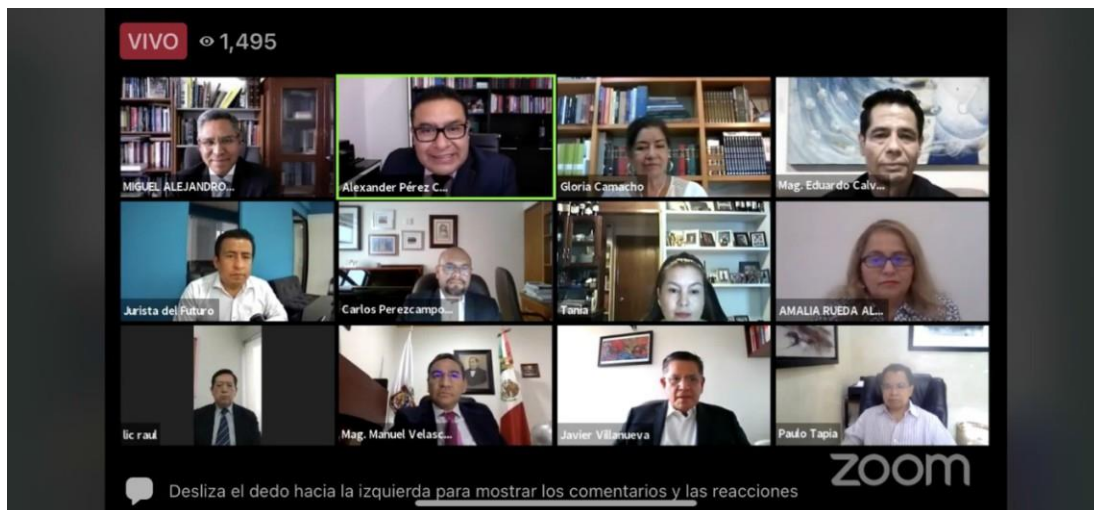 VIVO 1,495
MIGUEL ALEJANDRO...
Alexander Pérez C...
Gloria Camacho
Mag. Eduardo Calv...
Jurista del Futuro
Carlos Perezcampo...
Tania
AMALIA RUEDA AL...
lic raul
Mag. Manuel Velasc...
Javier Villanueva
Paulo Tapia
zoom
Desliza el dedo hacia la izquierda para mostrar los comentarios y las reacciones